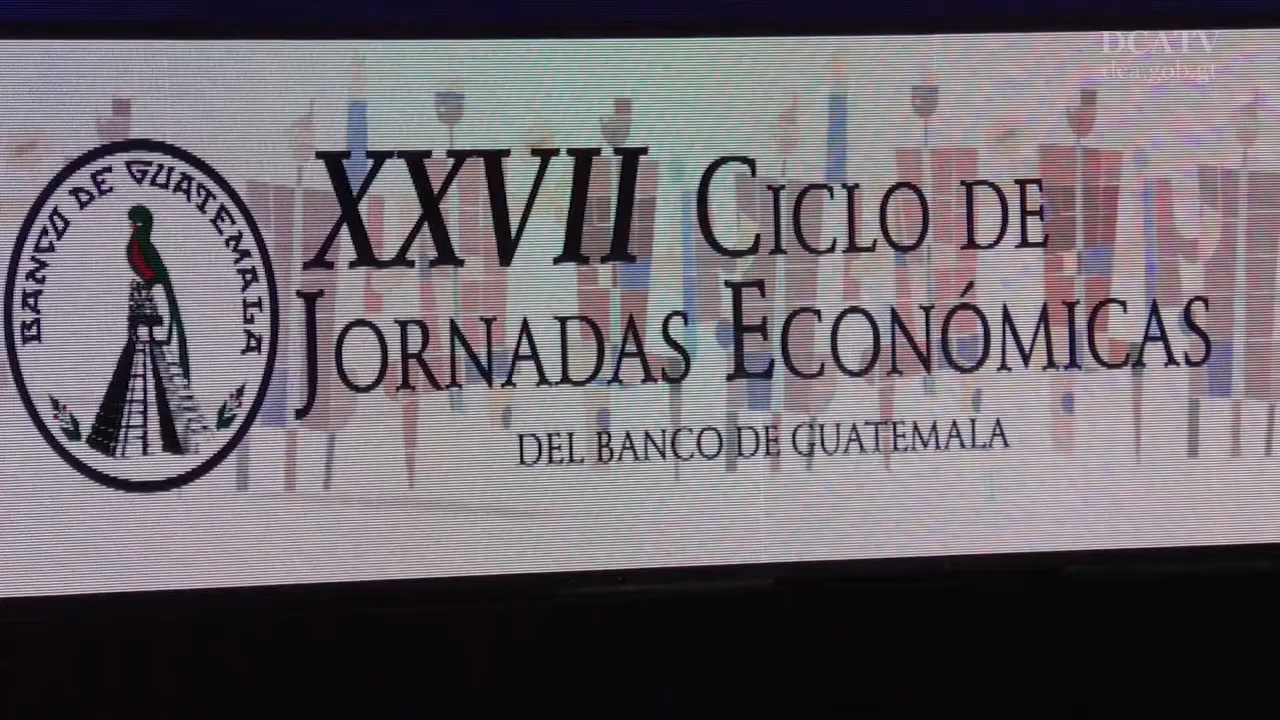 DCATV
dca.gob.gt
BANCO DE GUATEMALA
XXVII CICLO DE
JORNADAS ECONÓMICAS
DEL BANCO DE GUATEMALA